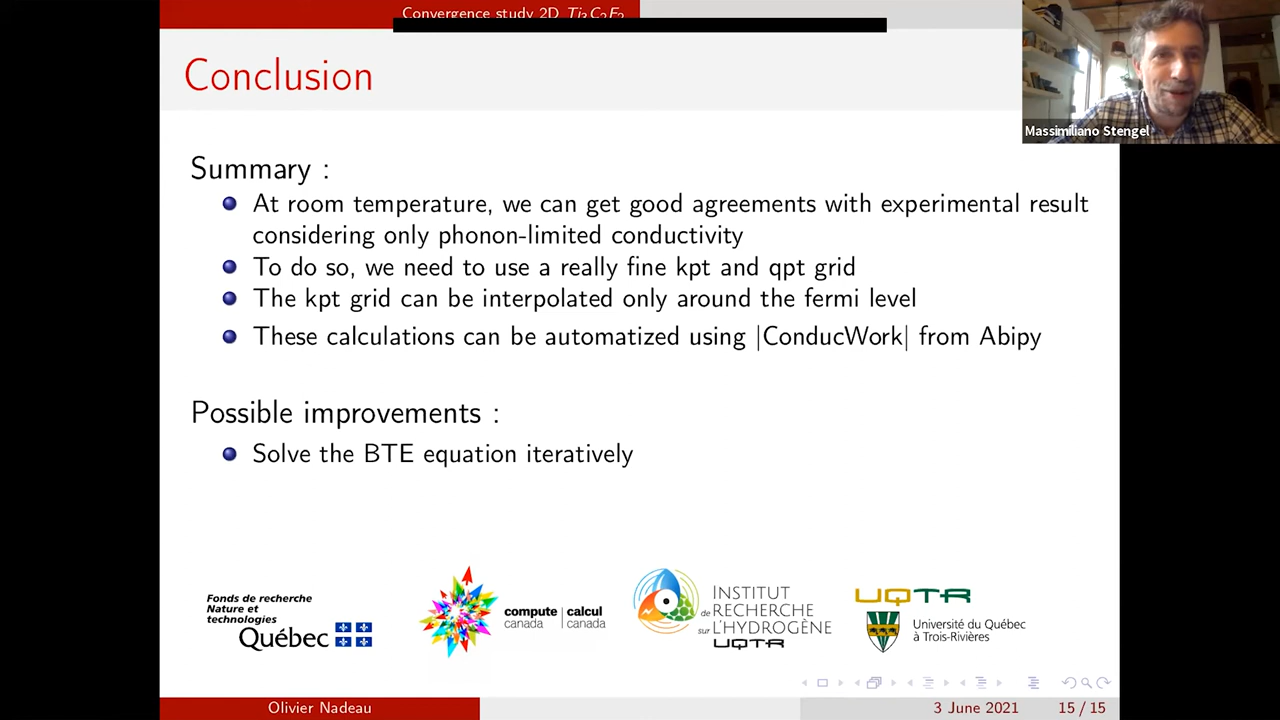 Convergence study 2D Ti3C2F2
Conclusion
Massimiliano Stengel
Summary :
At room temperature, we can get good agreements with experimental result
considering only phonon-limited conductivity
To do so, we need to use a really fine kpt and qpt grid
The kpt grid can be interpolated only around the fermi level
These calculations can be automatized using |ConducWork| from Abipy
Possible improvements :
Solve the BTE equation iteratively
Fonds de recherche
Nature et
technologies
Québec
compute calcul
canada canada
INSTITUT
de RECHERCHE
sur L'HYDROGÈNE
UQTR
UQTR
Université du Québec
à Trois-Rivières
Olivier Nadeau
3 June 2021
15 / 15